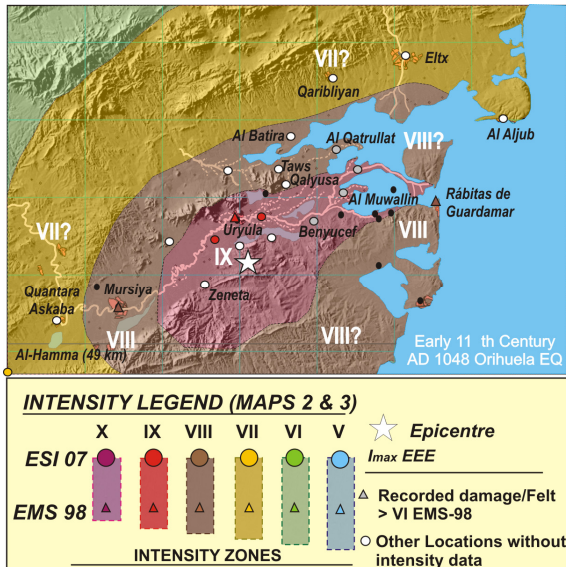 VII?
Eltx
Qaribliyan
Al Batira
Al Qatrullat
VIII?
Al Aljub
Taws
Qalyusa
Al Muwallin
Rábitas de
Guardamar
Uryúla
Benyucef
VIII
VII?
IX
Quantara
Askaba
Mursiya
Zeneta
VIII
VIII?
Al-Hamma (49 km)
Early 11 th Century
AD 1048 Orihuela EQ
INTENSITY LEGEND (MAPS 2 & 3)
X IX VIII VII VI V
Epicentre
Imax EEE
ESI 07
EMS 98
Recorded damage/Felt
> VI EMS-98
Other Locations without
intensity data
INTENSITY ZONES